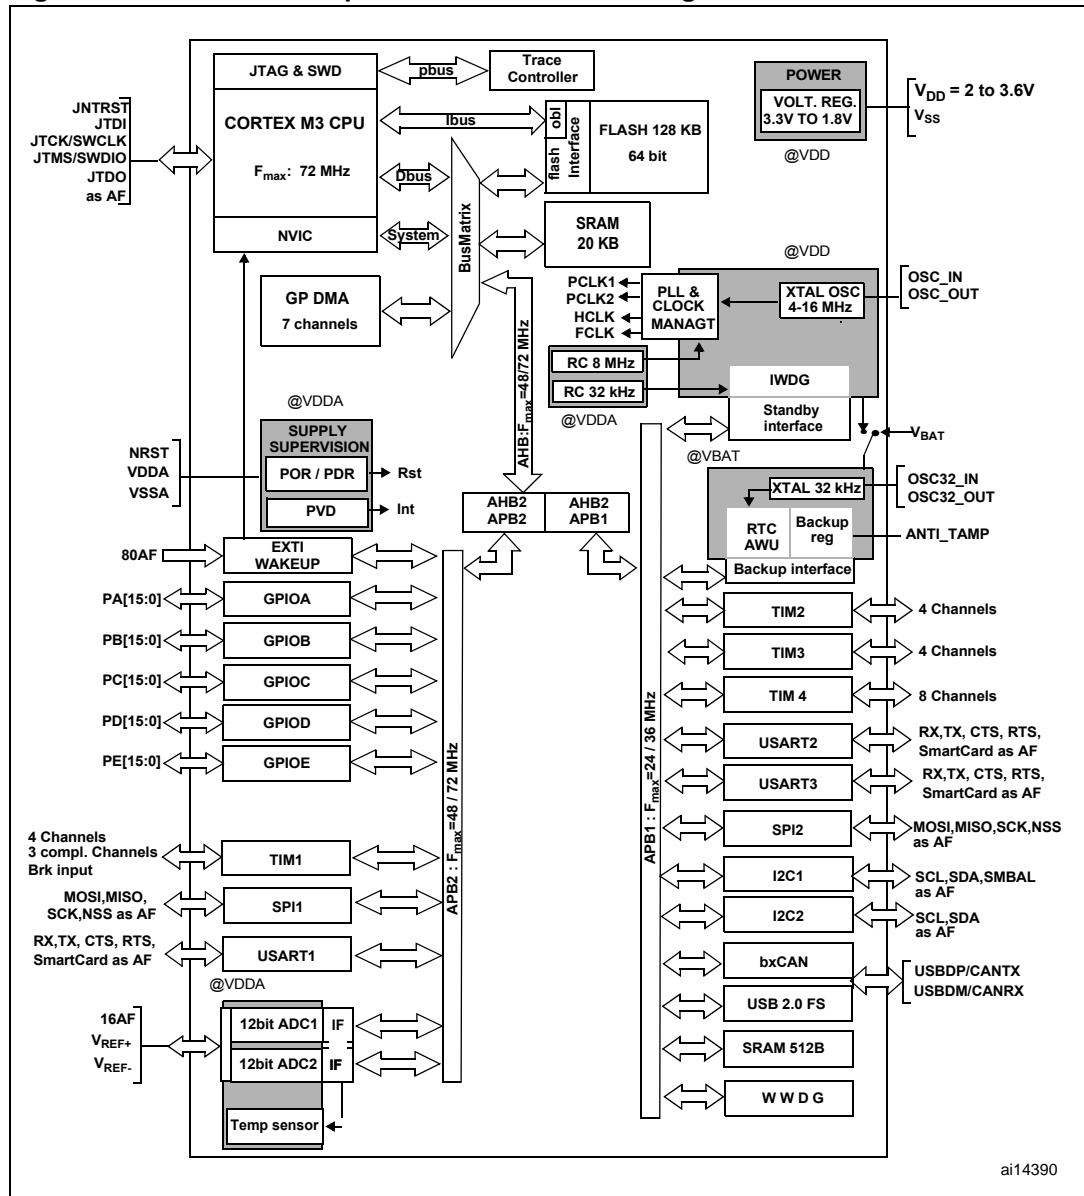 JTAG & SWD
pbus
Trace
Controller
POWER
VOLT. REG.
3.3V TO 1.8V
@VDD
VDD = 2 to 3.6V
VSS
JNTRST
JTDI
JTCK/SWCLK
JTMS/SWDIO
JTDO
as AF
CORTEX M3 CPU
Fmax: 72 MHz
NVIC
Ibus
Dbus
System
BusMatrix
flash obl
Interface
FLASH 128 KB
64 bit
SRAM
20 KB
GP DMA
7 channels
AHB:Fmax=48/72 MHz
@VDD
PCLK1
PCLK2
HCLK
FCLK
PLL &
CLOCK
MANAGT
XTAL OSC
4-16 MHz
OSC_IN
OSC_OUT
RC 8 MHz
RC 32 kHz
@VDDA
IWDG
Standby
interface
VBAT
@VBAT
@VDDA
SUPPLY
SUPERVISION
POR / PDR
Rst
PVD
Int
NRST
VDDA
VSSA
AHB2
APB2
AHB2
APB1
XTAL 32 kHz
OSC32_IN
OSC32_OUT
RTC
AWU
Backup
reg
ANTI_TAMP
Backup interface
80AF
EXTI
WAKEUP
PA[15:0]
GPIOA
PB[15:0]
GPIOB
PC[15:0]
GPIOC
PD[15:0]
GPIOD
PE[15:0]
GPIOE
4 Channels
3 compl. Channels
Brk input
TIM1
MOSI,MISO,
SCK,NSS as AF
SPI1
RX,TX, CTS, RTS,
SmartCard as AF
USART1
@VDDA
16AF
VREF+
VREF-
12bit ADC1
IF
12bit ADC2
IF
Temp sensor
APB2 : Fmax=48 / 72 MHz
APB1 : Fmax=24 / 36 MHz
TIM2
4 Channels
TIM3
4 Channels
TIM 4
8 Channels
USART2
RX,TX, CTS, RTS,
SmartCard as AF
USART3
RX,TX, CTS, RTS,
SmartCard as AF
SPI2
MOSI,MISO,SCK,NSS
as AF
I2C1
SCL,SDA,SMBAL
as AF
I2C2
SCL,SDA
as AF
bxCAN
USB 2.0 FS
USBDP/CANTX
USBDM/CANRX
SRAM 512B
W W D G
ai14390